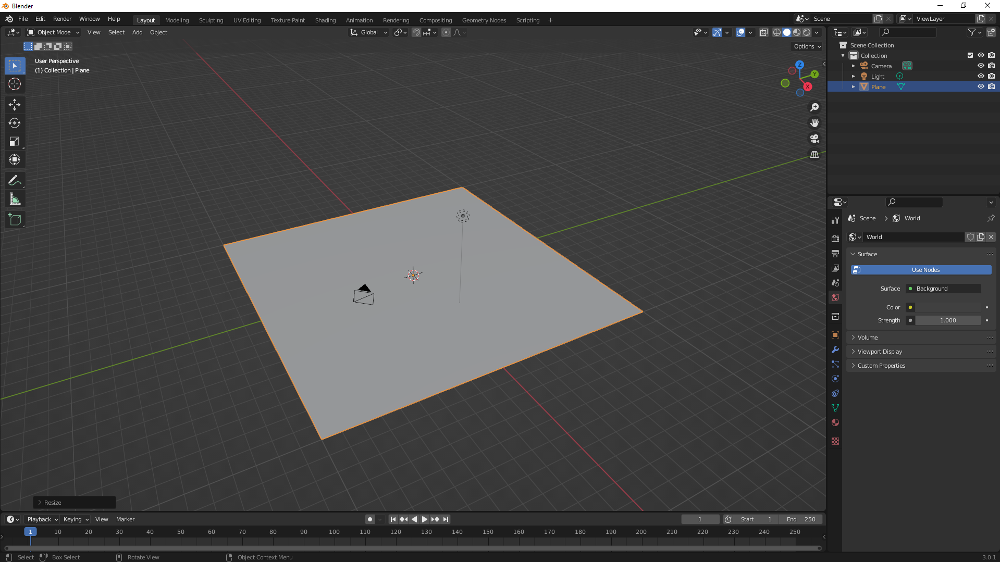 Blender
File Edit Render Window Help Layout Modeling Sculpting UV Editing Texture Paint Shading Animation Rendering Compositing Geometry Nodes Scripting + Scene ViewLayer
Object Mode View Select Add Object Global
Options
User Perspective
(1) Collection | Plane
Z
Y
X
Scene Collection
Collection
Camera
Light
Plane
Scene > World
World
Surface
Use Nodes
Surface Background
Color
Strength 1.000
Volume
Viewport Display
Custom Properties
> Resize
Playback Keying View Marker 1 Start 1 End 250
1 10 20 30 40 50 60 70 80 90 100 110 120 130 140 150 160 170 180 190 200 210 220 230 240 250
Select Box Select Rotate View Object Context Menu 3.0.1